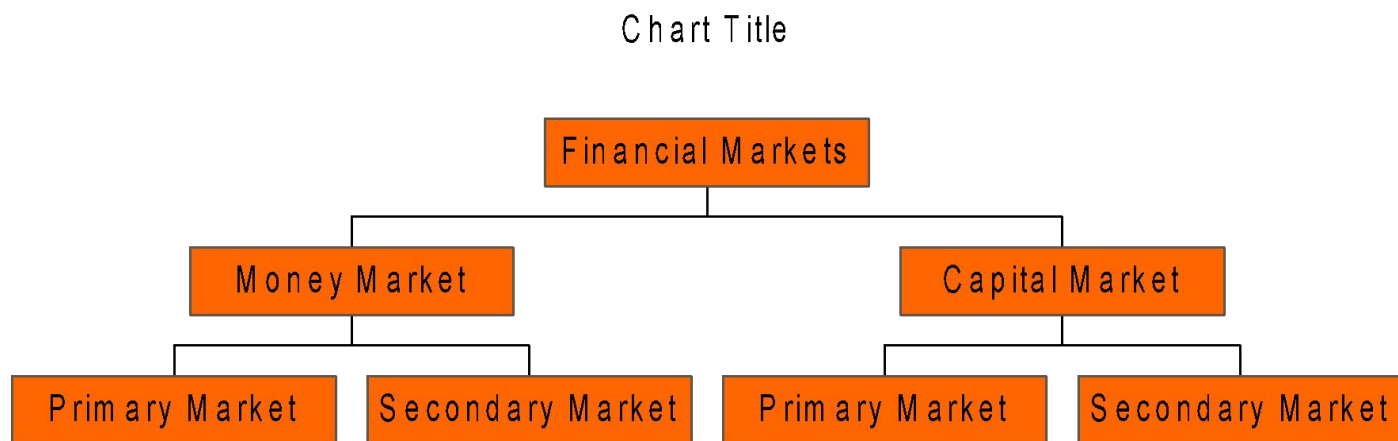 Chart Title
Financial Markets
Money Market
Capital Market
Primary Market
Secondary Market
Primary Market
Secondary Market